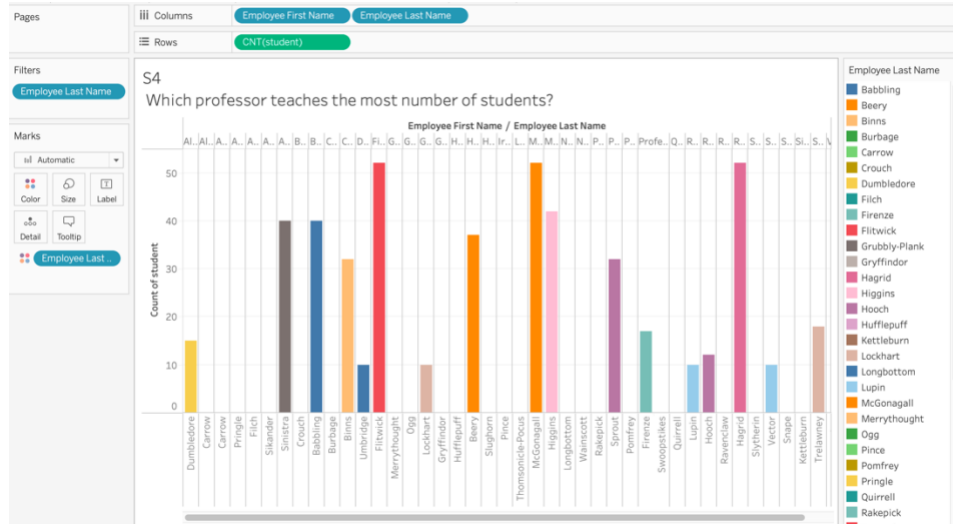 Pages
Columns
Employee First Name
Employee Last Name
Rows
CNT(student)
Filters
Employee Last Name
Marks
Automatic
Color
Size
Label
Detail
Tooltip
Employee Last ..
S4
Which professor teaches the most number of students?
Employee First Name / Employee Last Name
Al.. Al.. A.. A.. A.. A.. A.. B.. B.. C.. C.. D.. Fi.. G.. G.. G.. G.. H.. H.. H.. Ir.. L.. M.. M.. N.. N.. P.. P.. P.. Profe.. Q.. R.. R.. R.. R.. S.. S.. S.. Si.. S.. V
Count of student
50
40
30
20
10
0
Dumbledore
Carrow
Carrow
Pringle
Filch
Sikander
Sinistra
Crouch
Babbling
Burbage
Binns
Umbridge
Flitwick
Merrythought
Ogg
Lockhart
Gryffindor
Hufflepuff
Beery
Slughorn
Pince
Thomsonicle-Pocus
McGonagall
Higgins
Longbottom
Wainscott
Rakepick
Sprout
Pomfrey
Firenze
Swoopstikes
Quirrell
Lupin
Hooch
Ravenclaw
Hagrid
Slytherin
Vector
Snape
Kettleburn
Trelawney
Employee Last Name
Babbling
Beery
Binns
Burbage
Carrow
Crouch
Dumbledore
Filch
Firenze
Flitwick
Grubbly-Plank
Gryffindor
Hagrid
Higgins
Hooch
Hufflepuff
Kettleburn
Lockhart
Longbottom
Lupin
McGonagall
Merrythought
Ogg
Pince
Pomfrey
Pringle
Quirrell
Rakepick